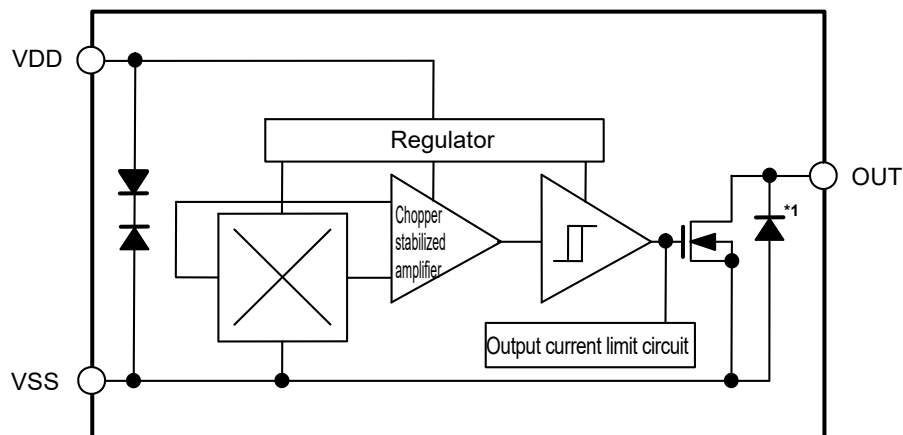 VDD
Regulator
OUT
*1
Chopper
stabilized
amplifier
Output current limit circuit
VSS